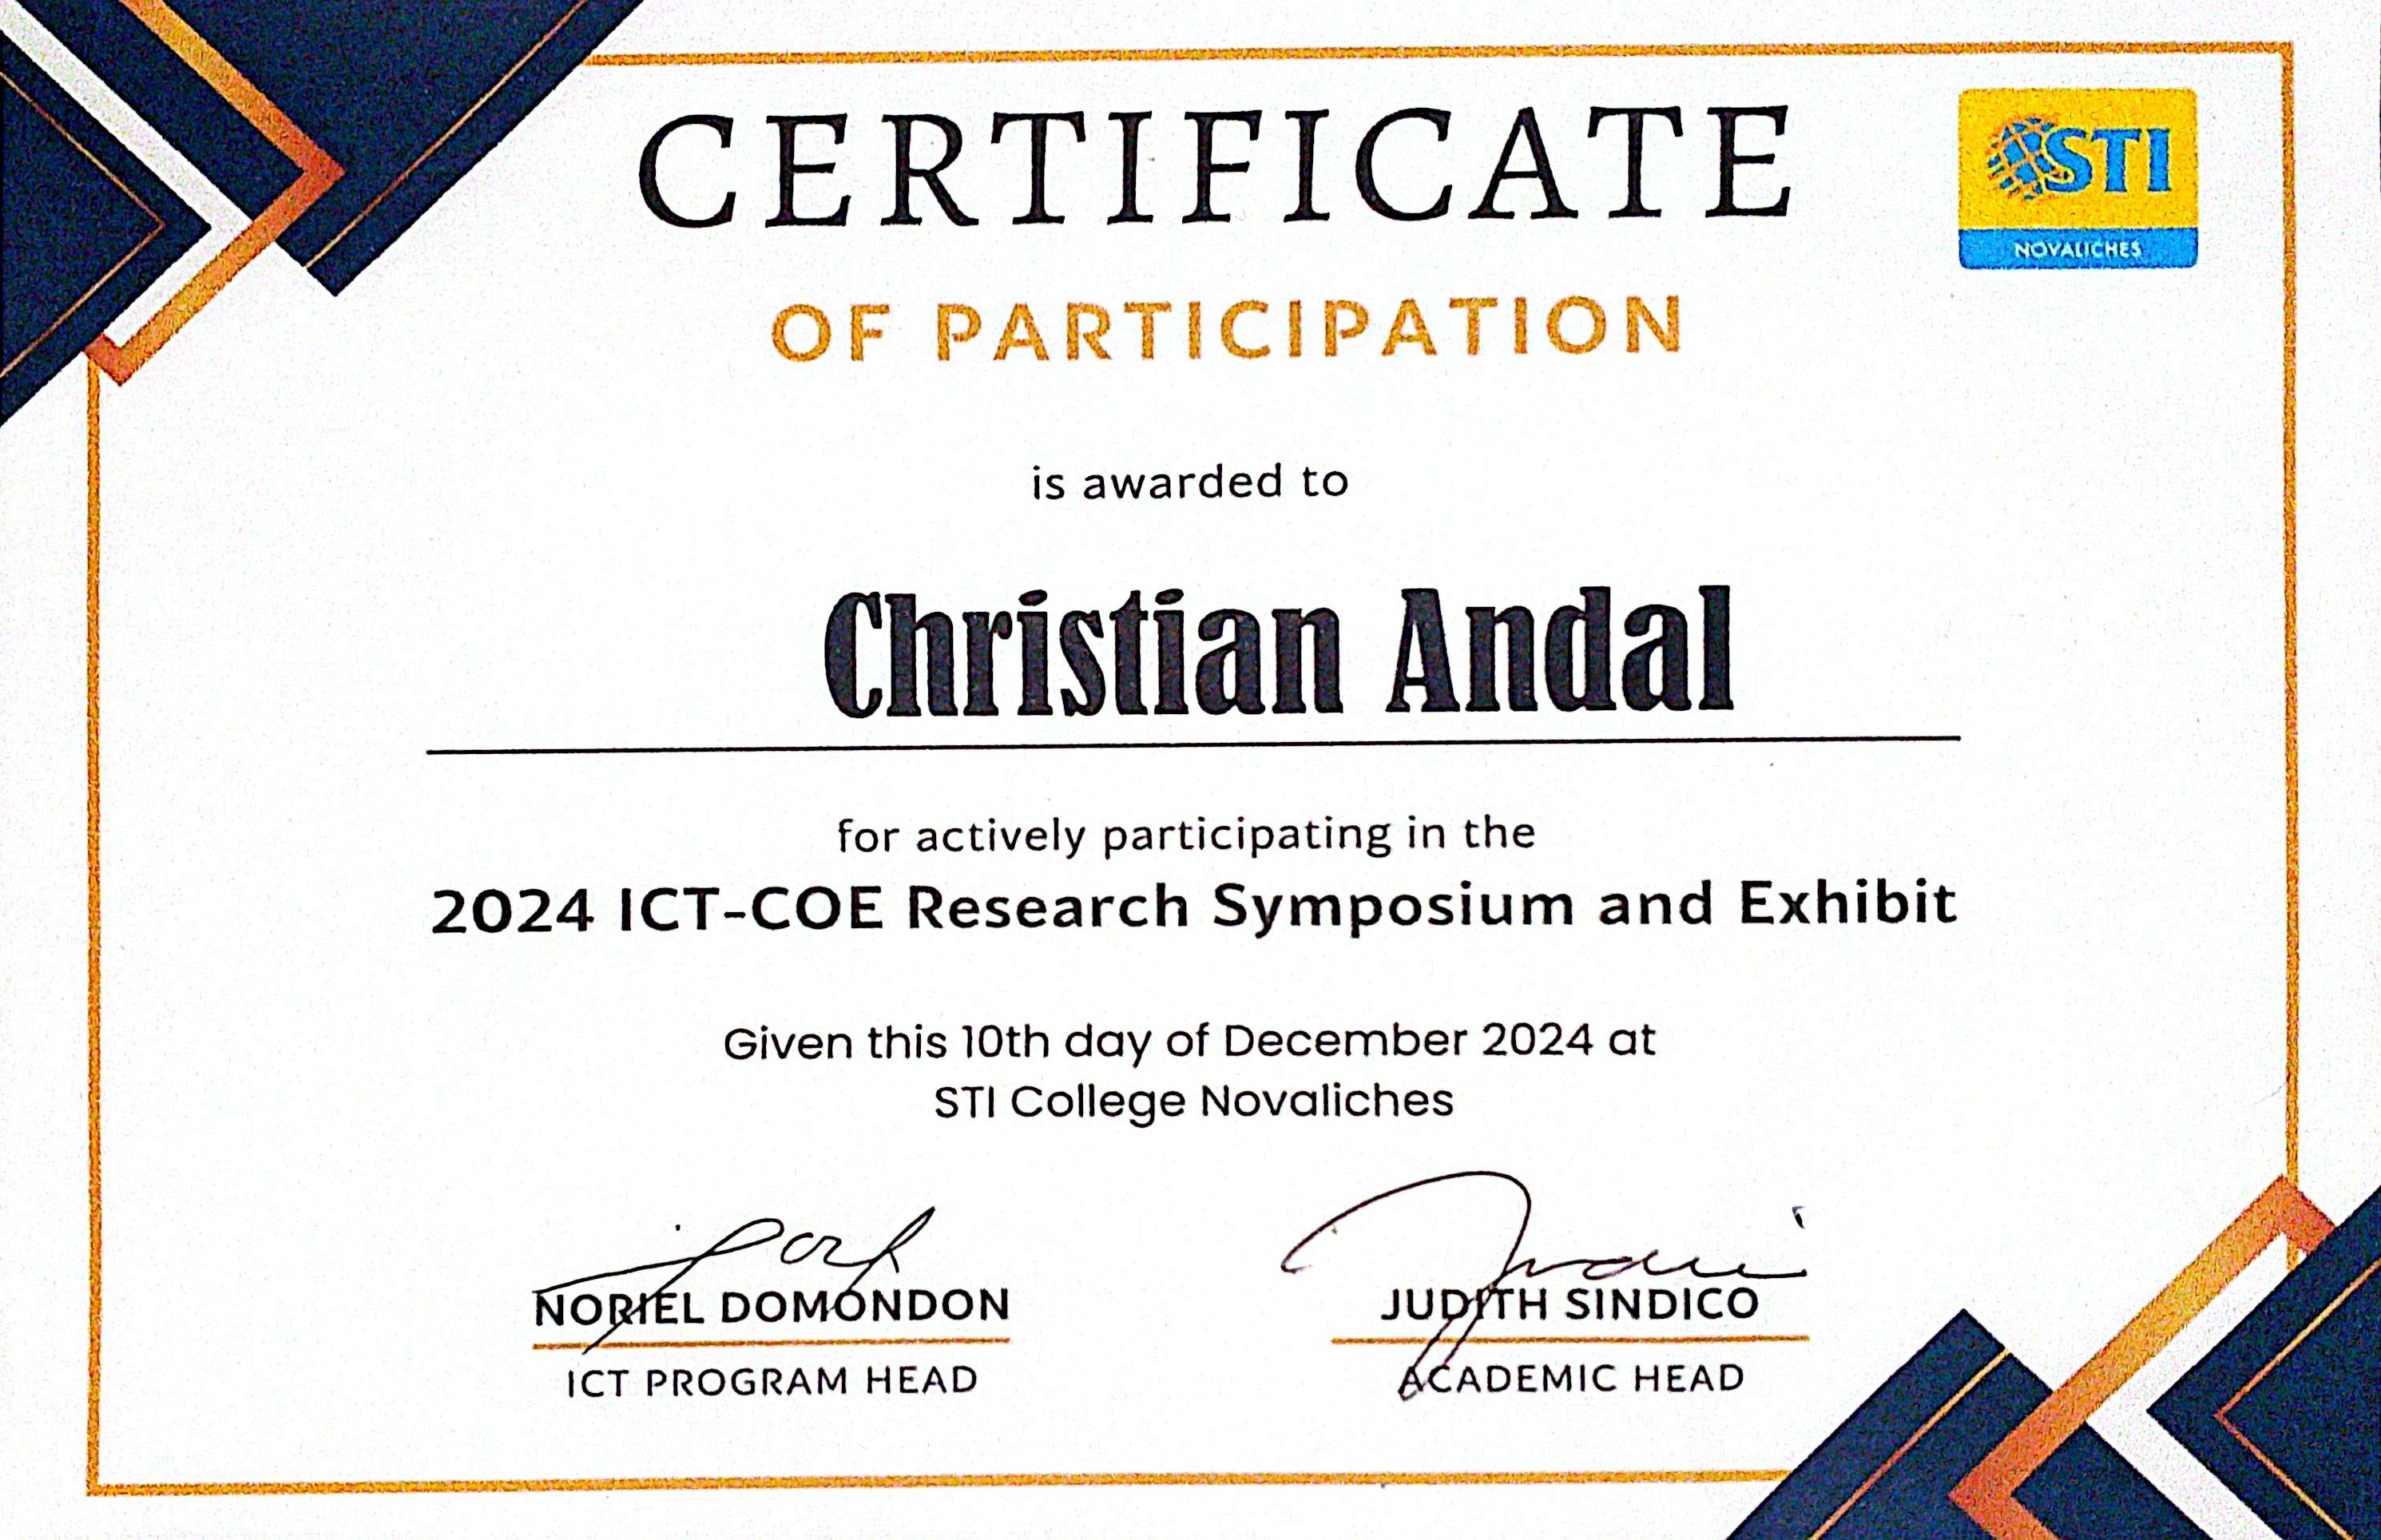 CERTIFICATE
STI
NOVALICHES
OF PARTICIPATION
is awarded to
Christian Andal
for actively participating in the
2024 ICT-COE Research Symposium and Exhibit
Given this 10th day of December 2024 at
STI College Novaliches
NORIEL DOMONDON
ICT PROGRAM HEAD
JUDITH SINDICO
ACADEMIC HEAD